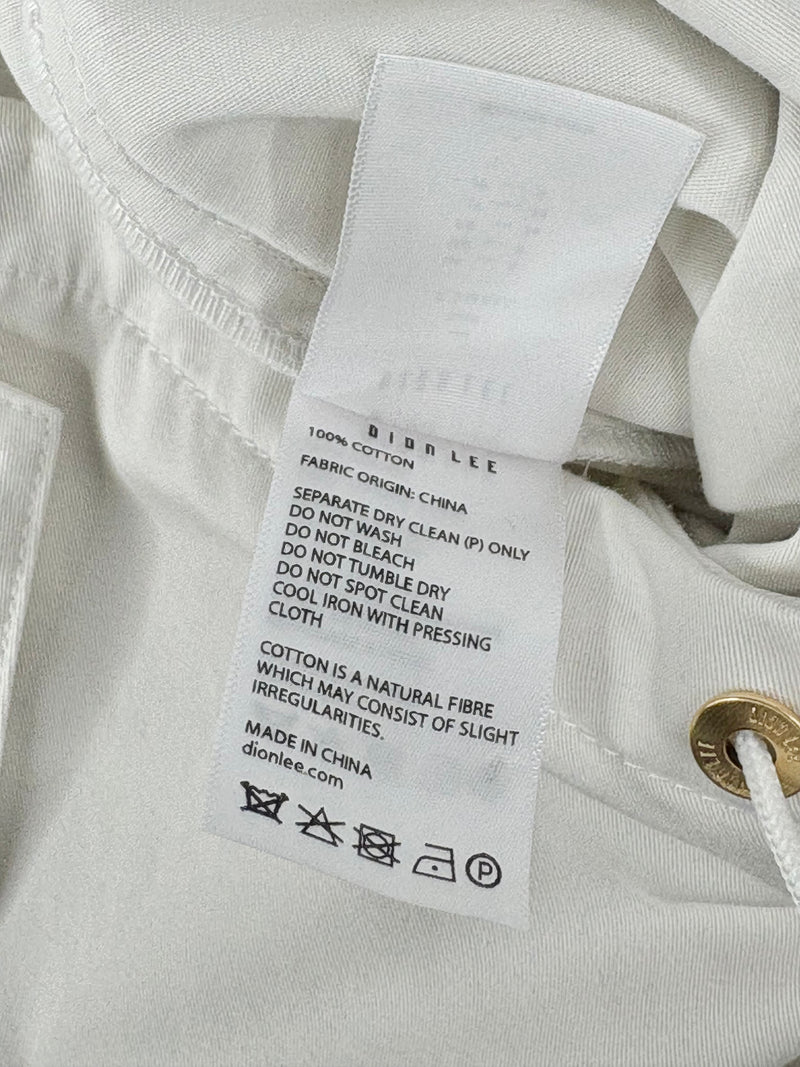 DION LEE
100% COTTON
FABRIC ORIGIN: CHINA
SEPARATE DRY CLEAN (P) ONLY
DO NOT WASH
DO NOT BLEACH
DO NOT TUMBLE DRY
DO NOT SPOT CLEAN
COOL IRON WITH PRESSING
CLOTH
COTTON IS A NATURAL FIBRE
WHICH MAY CONSIST OF SLIGHT
IRREGULARITIES.
MADE IN CHINA
dionlee.com
P